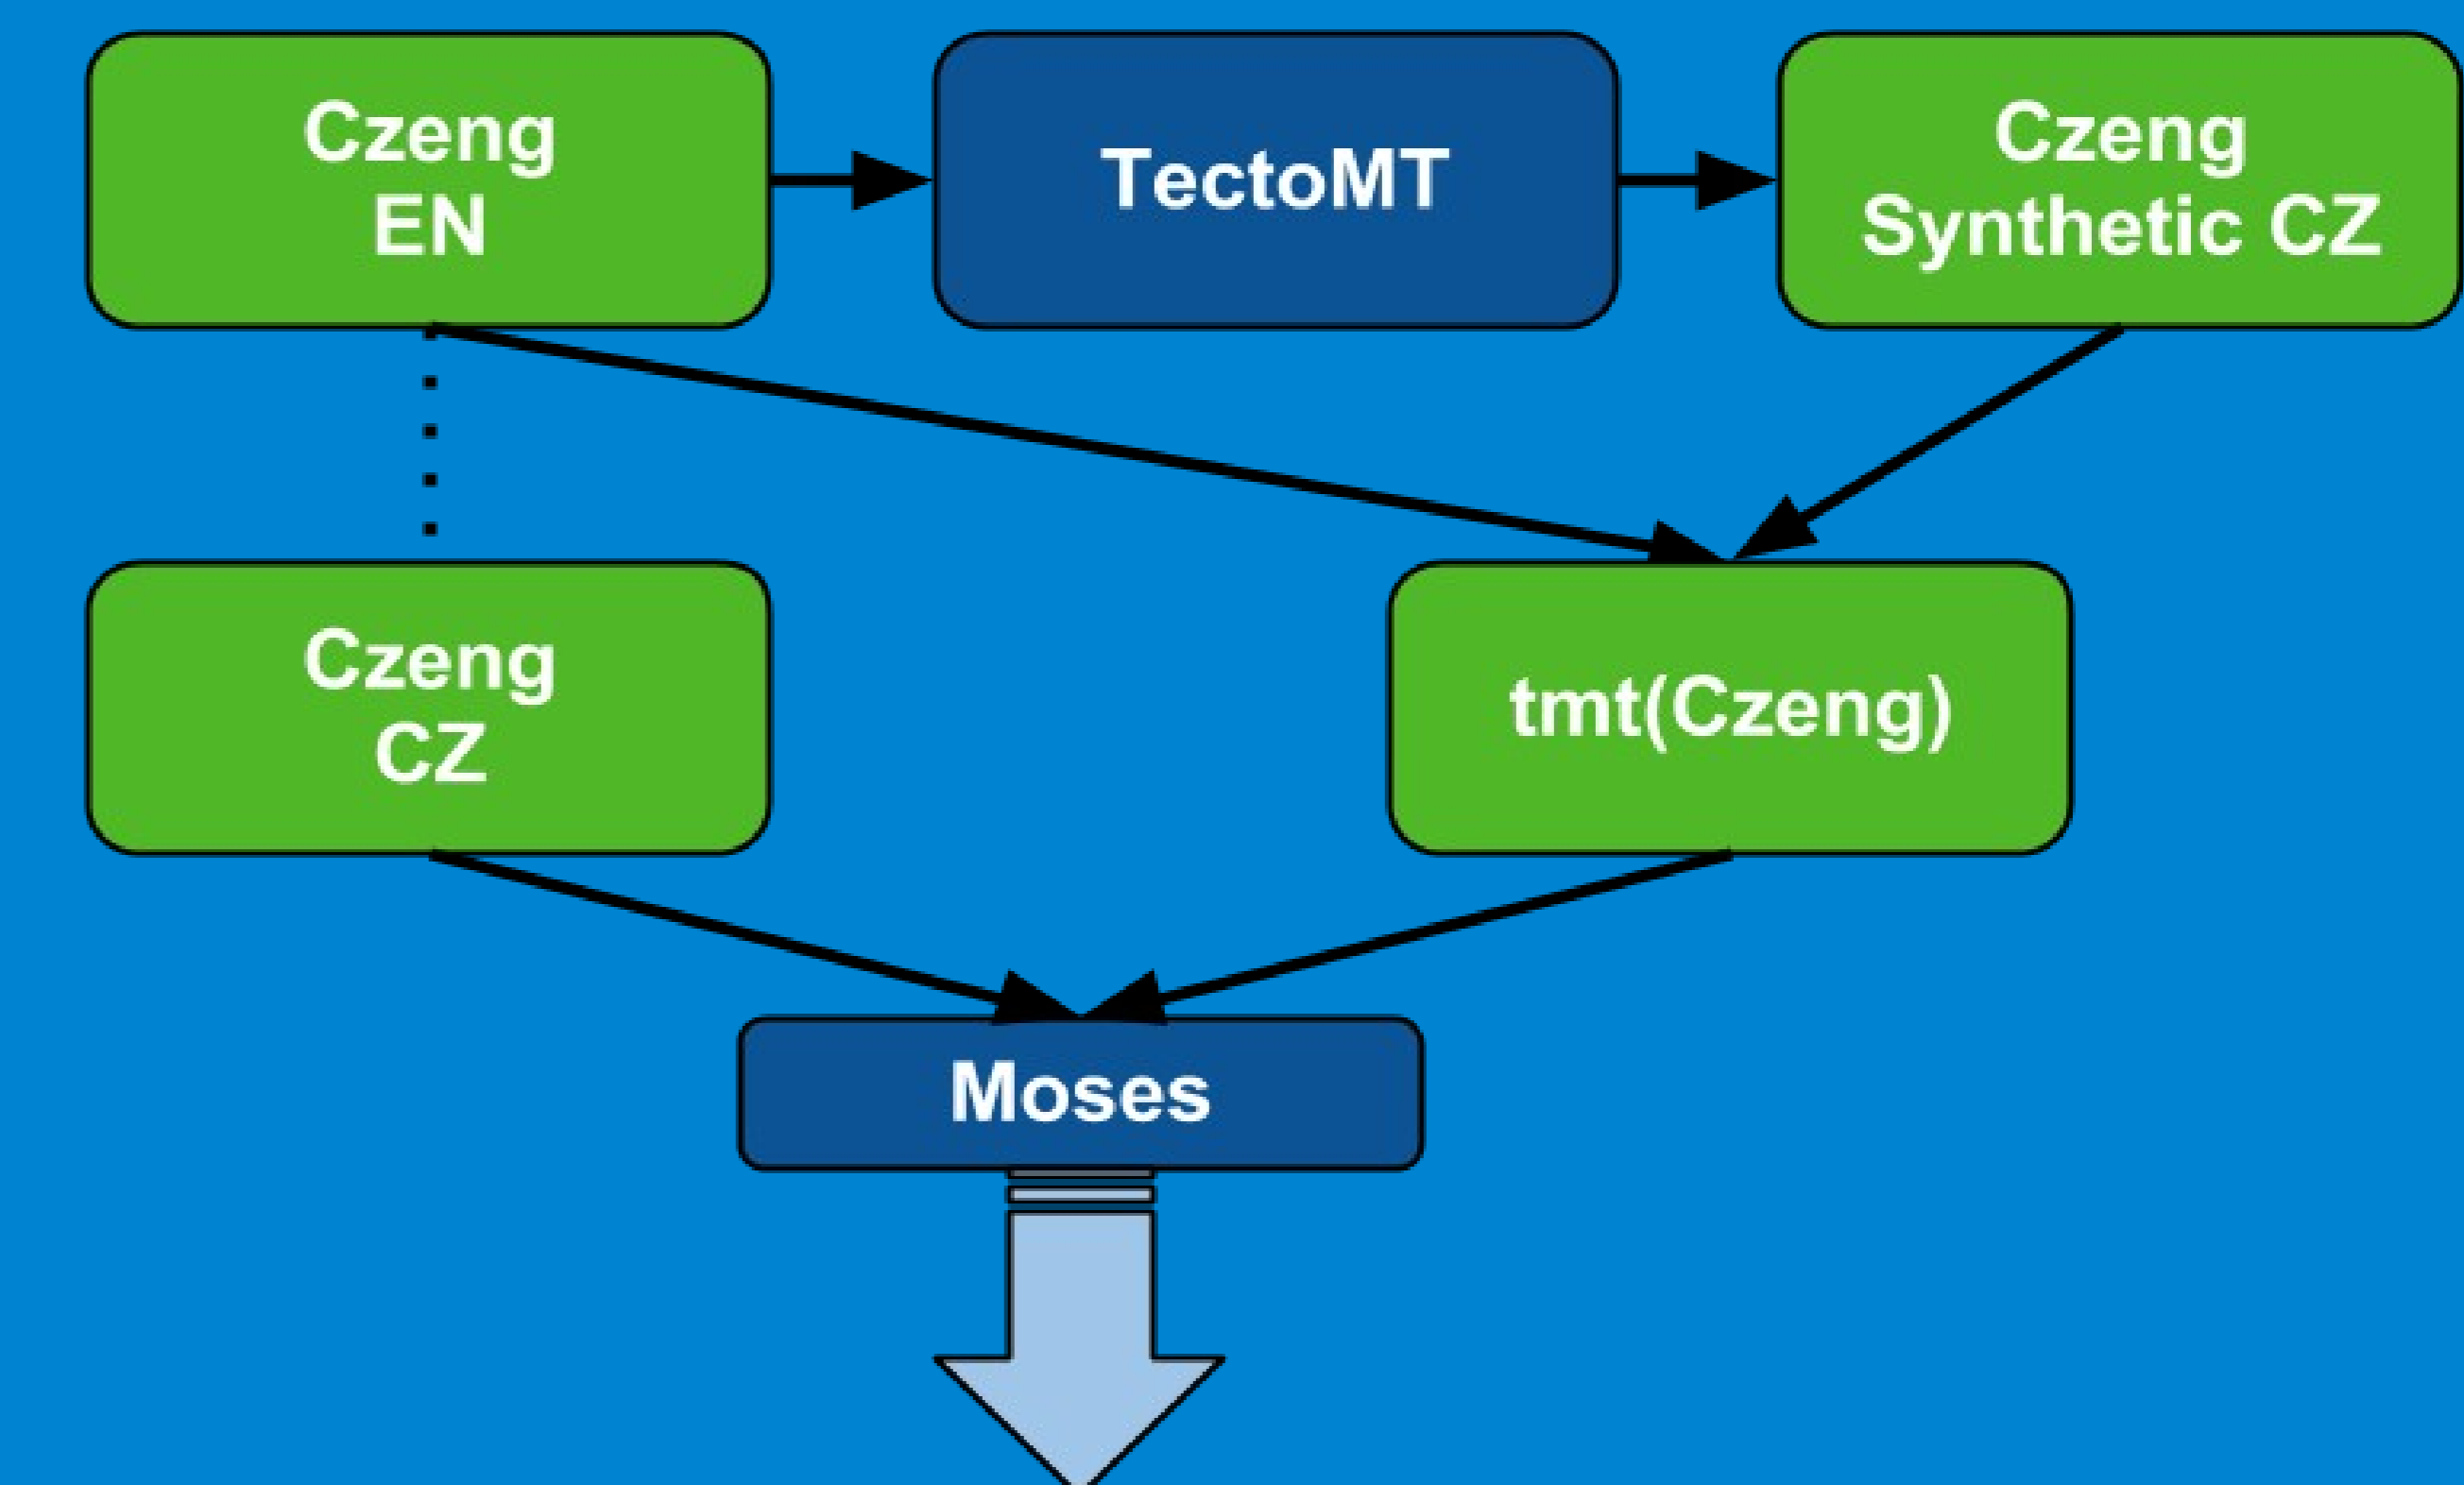 Czeng
EN
TectoMT
Czeng
Synthetic CZ
Czeng
CZ
tmt(Czeng)
Moses